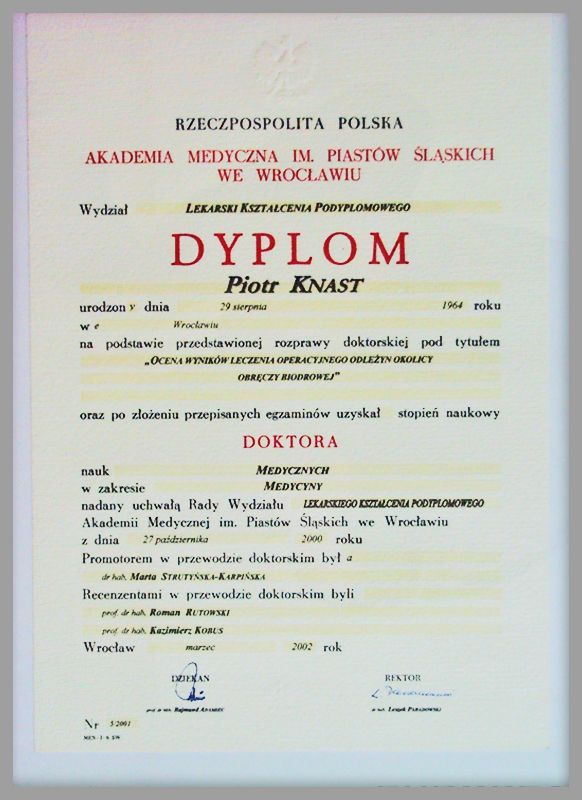 RZECZPOSPOLITA POLSKA
AKADEMIA MEDYCZNA IM. PIASTÓW ŚLĄSKICH
WE WROCŁAWIU
Wydział LEKARSKI KSZTAŁCENIA PODYPLOMOWEGO
DYPLOM
Piotr KNAST
urodzony dnia 29 sierpnia 1964 roku
we Wrocławiu
na podstawie przedstawionej rozprawy doktorskiej pod tytułem
„OCENA WYNIKÓW LECZENIA OPERACYJNEGO ODLEŻYN OKOLICY
OBRĘCZY BIODROWEJ"
oraz po złożeniu przepisanych egzaminów uzyskał stopień naukowy
DOKTORA
nauk MEDYCZNYCH
w zakresie MEDYCYNY
nadany uchwałą Rady Wydziału LEKARSKIEGO KSZTAŁCENIA PODYPLOMOWEGO
Akademii Medycznej im. Piastów Śląskich we Wrocławiu
z dnia 27 października 2000 roku
Promotorem w przewodzie doktorskim był a
dr hab. Marta STRUTYŃSKA-KARPIŃSKA
Recenzentami w przewodzie doktorskim byli
prof. dr hab. Roman RUTOWSKI
prof. dr hab. Kazimierz KOBUS
Wrocław marzec 2002 rok
DZIEKAN REKTOR
Rajmund ADAMIEC Leszek PARADOWSKI
Nr 5/2001